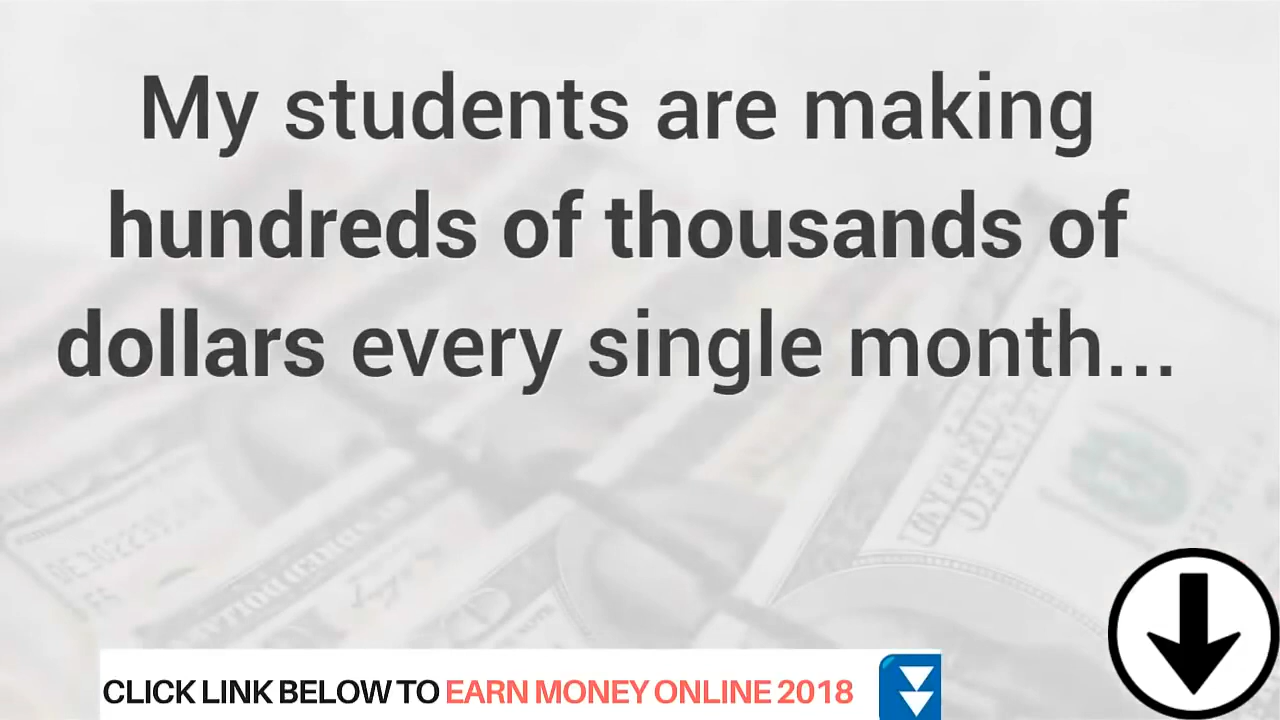 My students are making
hundreds of thousands of
dollars every single month...
CLICK LINK BELOW TO EARN MONEY ONLINE 2018